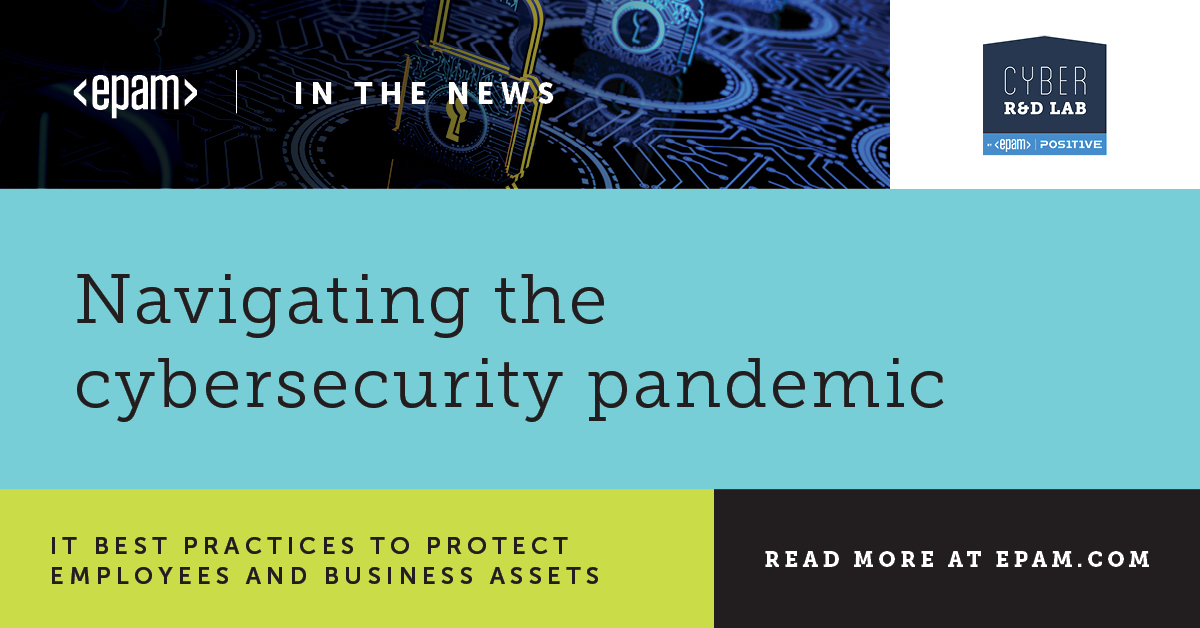 <epam> IN THE NEWS
CYBER
R&D LAB
BY <epam> | POS1TIVE
Navigating the
cybersecurity pandemic
IT BEST PRACTICES TO PROTECT
EMPLOYEES AND BUSINESS ASSETS
READ MORE AT EPAM.COM